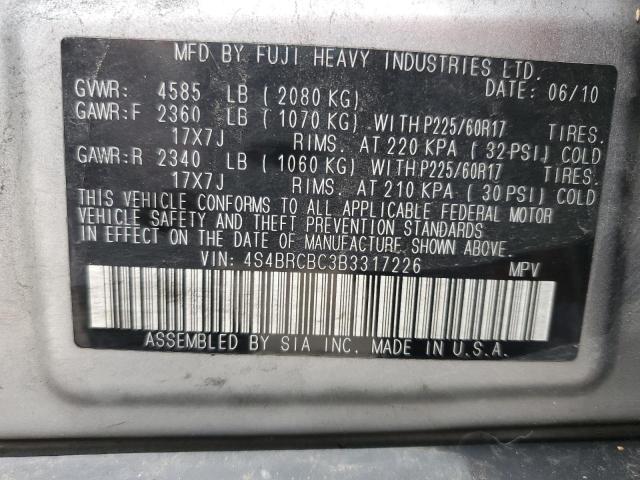 MFD BY FUJI HEAVY INDUSTRIES LTD.
GVWR: 4585 LB ( 2080 KG) DATE: 06/10
GAWR:F 2360 LB ( 1070 KG) WITH P225/60R17 TIRES.
17X7J RIMS. AT 220 KPA ( 32-PSI) COLD
GAWR:R 2340 LB ( 1060 KG) WITH P225/60R17 TIRES.
17X7J RIMS. AT 210 KPA ( 30 PSI) COLD
THIS VEHICLE CONFORMS TO ALL APPLICABLE FEDERAL MOTOR
VEHICLE SAFETY AND THEFT PREVENTION STANDARDS
IN EFFECT ON THE DATE OF MANUFACTURE. SHOWN ABOVE.
VIN: 4S4BRCBC3B3317226 MPV
ASSEMBLED BY SIA INC. MADE IN U.S.A.